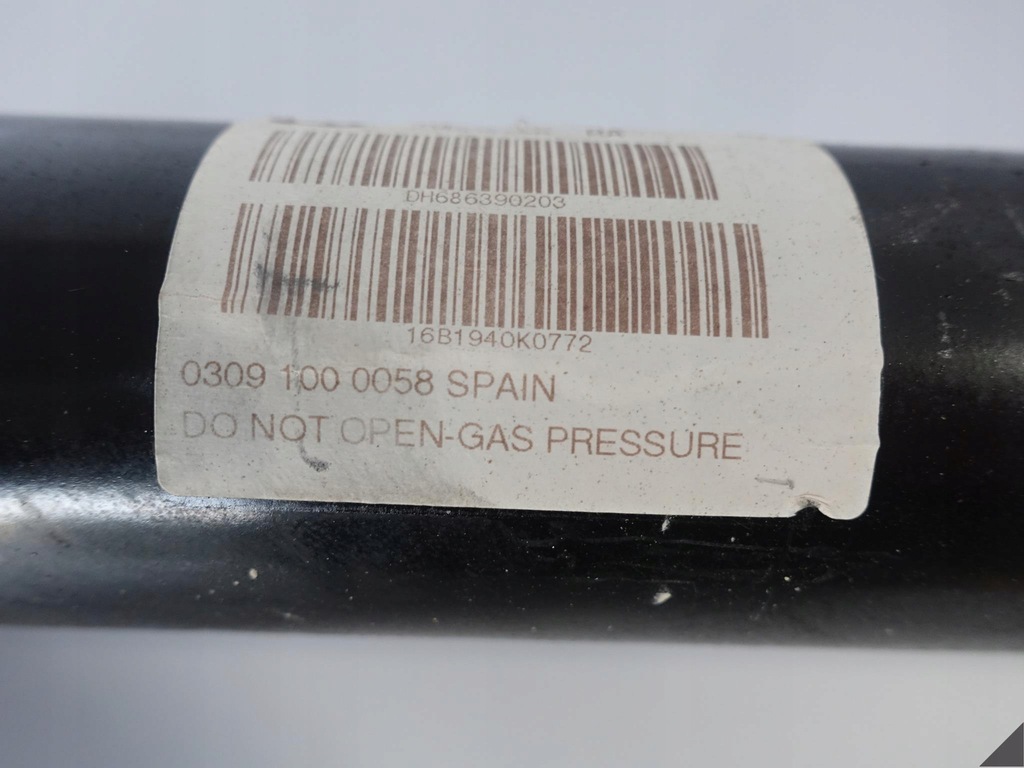 DH686390203
16B1940K0772
0309 100 0058 SPAIN
DO NOT OPEN-GAS PRESSURE